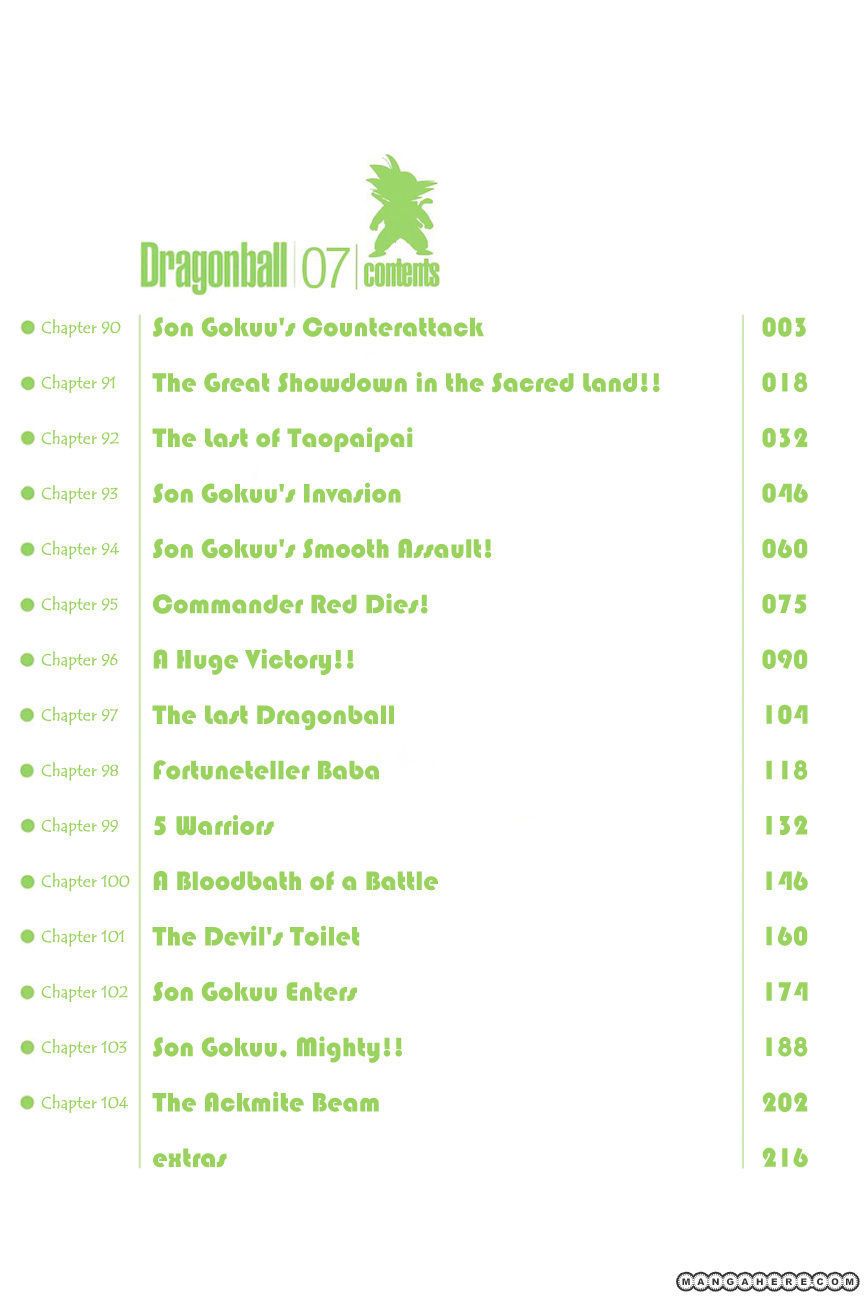 Dragonball 07 contents
Chapter 90 Son Gokuu's Counterattack 003
Chapter 91 The Great Showdown in the Sacred Land!! 018
Chapter 92 The Last of Taopaipai 032
Chapter 93 Son Gokuu's Invasion 046
Chapter 94 Son Gokuu's Smooth Assault! 060
Chapter 95 Commander Red Dies! 075
Chapter 96 A Huge Victory!! 090
Chapter 97 The Last Dragonball 104
Chapter 98 Fortuneteller Baba 118
Chapter 99 5 Warriors 132
Chapter 100 A Bloodbath of a Battle 146
Chapter 101 The Devil's Toilet 160
Chapter 102 Son Gokuu Enters 174
Chapter 103 Son Gokuu, Mighty!! 188
Chapter 104 The Ackmite Beam 202
extras 216
MANGAHERE.COM